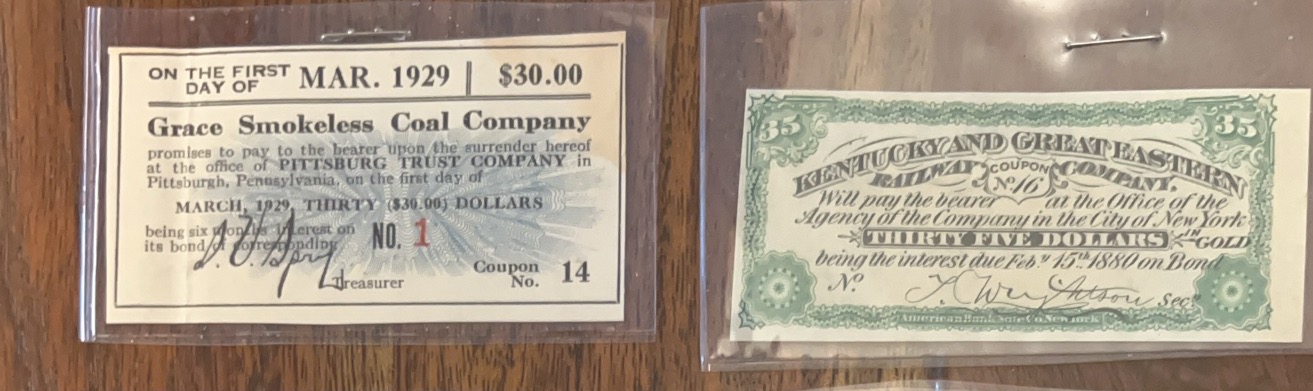 ON THE FIRST DAY OF MAR. 1929 $30.00
Grace Smokeless Coal Company
promises to pay to the bearer upon the surrender hereof
at the office of PITTSBURG TRUST COMPANY in
Pittsburgh, Pennsylvania, on the first day of
MARCH, 1929, THIRTY ($30.00) DOLLARS
being six months interest on
its bond of corresponding NO. 1
Treasurer
Coupon No. 14
35 35
KENTUCKY AND GREAT EASTERN
RAILWAY COUPON COMPANY.
No. 16
Will pay the bearer at the Office of the
Agency of the Company in the City of New York
THIRTY FIVE DOLLARS IN GOLD
being the interest due Feb.y 15th 1880 on Bond
No. Secy.
American Bank Note Co New York
35 35